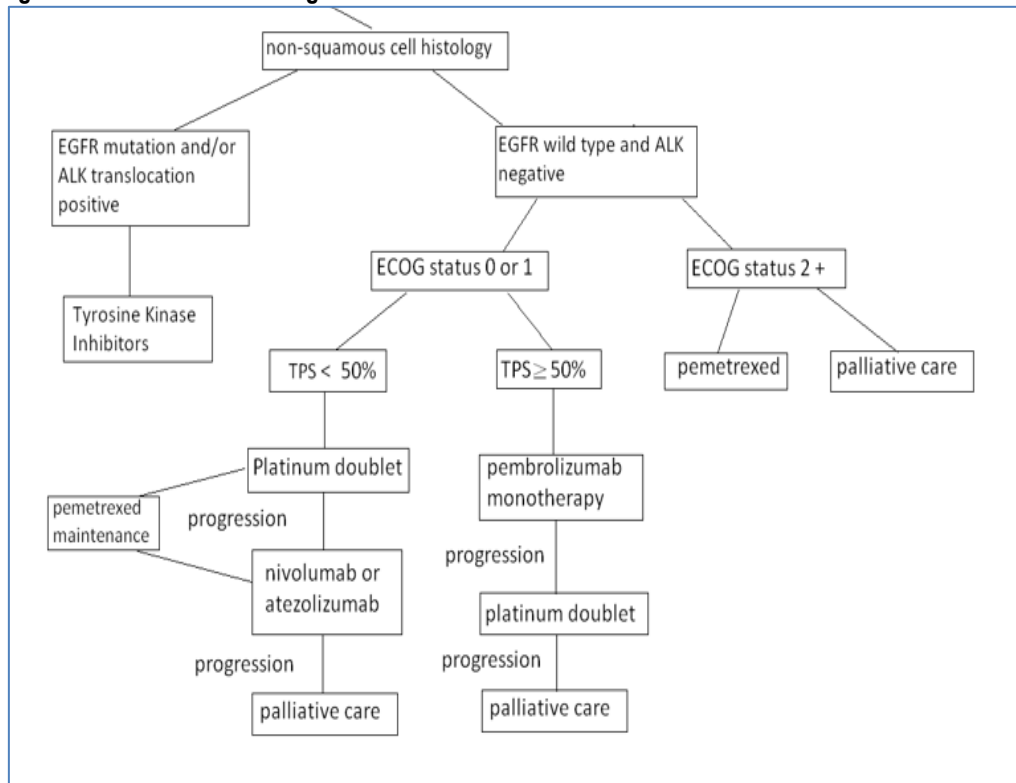 non-squamous cell histology
EGFR mutation and/or
ALK translocation
positive
EGFR wild type and ALK
negative
ECOG status 0 or 1
ECOG status 2 +
Tyrosine Kinase
Inhibitors
TPS < 50%
TPS ≥ 50%
pemetrexed
palliative care
Platinum doublet
pembrolizumab
monotherapy
pemetrexed
maintenance
progression
progression
nivolumab or
atezolizumab
platinum doublet
progression
progression
palliative care
palliative care